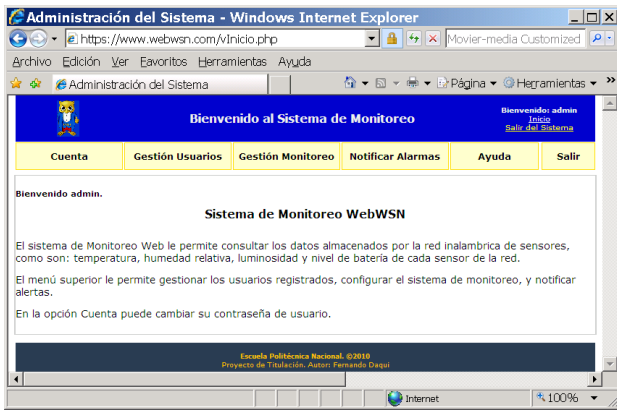 Administración del Sistema - Windows Internet Explorer
https://www.webwsn.com/vInicio.php
Movier-media Customized
Archivo Edición Ver Favoritos Herramientas Ayuda
Administración del Sistema
Página Herramientas
Bienvenido al Sistema de Monitoreo
Bienvenido: admin
Inicio
Salir del Sistema
Cuenta Gestión Usuarios Gestión Monitoreo Notificar Alarmas Ayuda Salir
Bienvenido admin.
Sistema de Monitoreo WebWSN
El sistema de Monitoreo Web le permite consultar los datos almacenados por la red inalambrica de sensores,
como son: temperatura, humedad relativa, luminosidad y nivel de batería de cada sensor de la red.
El menú superior le permite gestionar los usuarios registrados, configurar el sistema de monitoreo, y notificar
alertas.
En la opción Cuenta puede cambiar su contraseña de usuario.
Escuela Politécnica Nacional. ©2010
Proyecto de Titulación. Autor: Fernando Daqui
Internet
100%